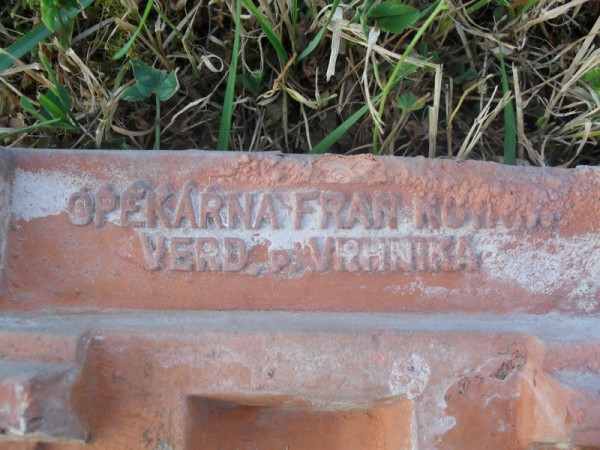 OPEKARNA FRAN
VERD, p. VRHNIKA